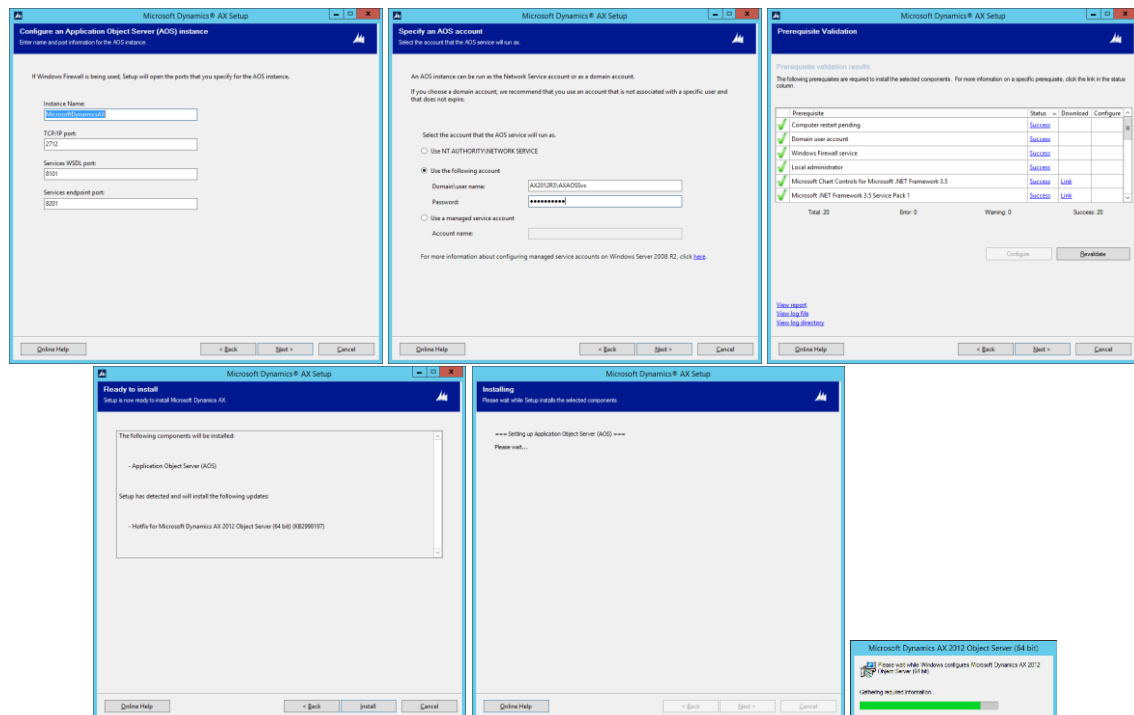 Microsoft Dynamics® AX Setup
Configure an Application Object Server (AOS) instance
Enter name and port information for the AOS instance.
If Windows Firewall is being used, Setup will open the ports that you specify for the AOS instance.
Instance Name:
MicrosoftDynamicsAX
TCP/IP port:
2712
Services WSDL port:
8101
Services endpoint port:
8201
Online Help
< Back
Next >
Cancel
Microsoft Dynamics® AX Setup
Specify an AOS account
Select the account that the AOS service will run as.
An AOS instance can be run as the Network Service account or as a domain account.
If you choose a domain account, we recommend that you use an account that is not associated with a specific user and
that does not expire.
Select the account that the AOS service will run as.
Use NT AUTHORITY\NETWORK SERVICE
Use the following account
Domain\user name: AX2012R3\AXAOSSvc
Password: ●●●●●●●●●●
Use a managed service account
Account name:
For more information about configuring managed service accounts on Windows Server 2008 R2, click here.
Online Help
< Back
Next >
Cancel
Microsoft Dynamics® AX Setup
Prerequisite Validation
Prerequisite validation results
The following prerequisites are required to install the selected components. For more information on a specific prerequisite, click the link in the status
column.
Prerequisite Status Download Configure
Computer restart pending Success
Domain user account Success
Windows Firewall service Success
Local administrator Success
Microsoft Chart Controls for Microsoft .NET Framework 3.5 Success Link
Microsoft .NET Framework 3.5 Service Pack 1 Success Link
Total: 20 Error: 0 Warning: 0 Success: 20
Configure
Revalidate
View report
View log file
View log directory
Online Help
< Back
Next >
Cancel
Microsoft Dynamics® AX Setup
Ready to install
Setup is now ready to install Microsoft Dynamics AX.
The following components will be installed:
- Application Object Server (AOS)
Setup has detected and will install the following updates:
- Hotfix for Microsoft Dynamics AX 2012 Object Server (64 bit) (KB2998197)
Online Help
< Back
Install
Cancel
Microsoft Dynamics® AX Setup
Installing
Please wait while Setup installs the selected components.
=== Setting up Application Object Server (AOS) ===
Please wait...
Online Help
< Back
Next >
Cancel
Microsoft Dynamics AX 2012 Object Server (64 bit)
Please wait while Windows configures Microsoft Dynamics AX 2012
Object Server (64 bit)
Gathering required information...